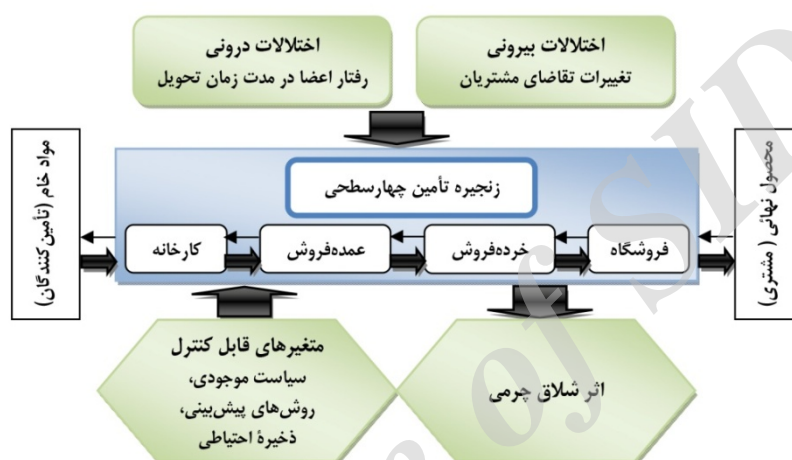 اختلالات بیرونی
تغییرات تقاضای مشتریان
اختلالات درونی
رفتار اعضا در مدت زمان تحویل
محصول نهائی (مشتری)
زنجیره تأمین چهارسطحی
فروشگاه
خرده‌فروش
عمده‌فروش
کارخانه
مواد خام (تأمین‌کنندگان)
اثر شلاق چرمی
متغیرهای قابل کنترل
سیاست موجودی،
روش‌های پیش‌بینی،
ذخیرهٔ احتیاطی
of SID